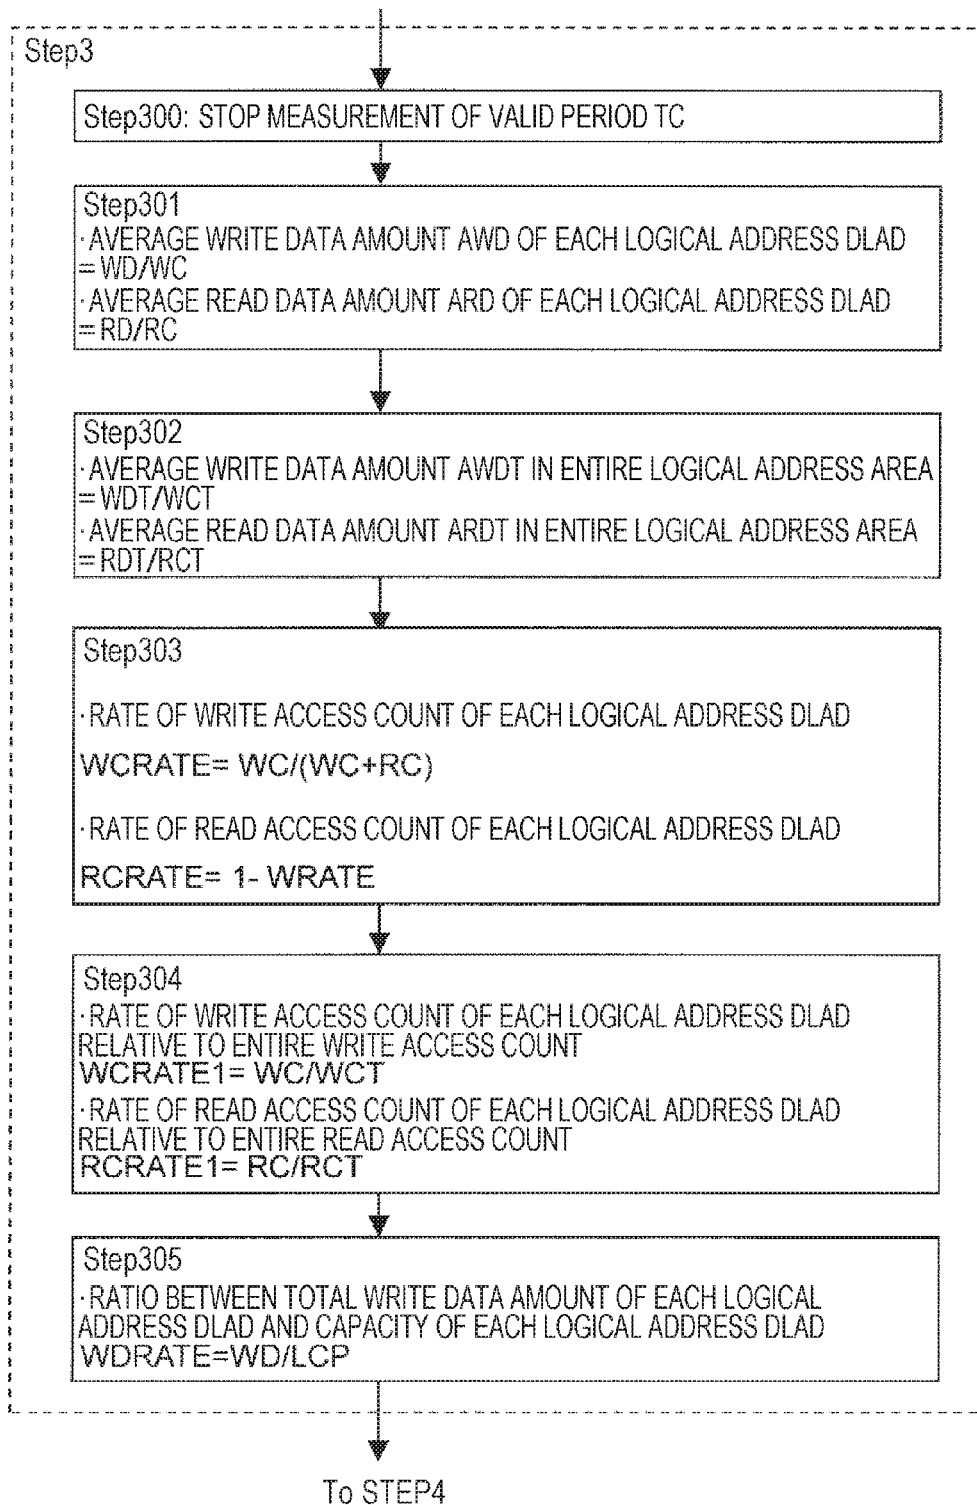 Step3
Step300: STOP MEASUREMENT OF VALID PERIOD TC
Step301
·AVERAGE WRITE DATA AMOUNT AWD OF EACH LOGICAL ADDRESS DLAD
=WD/WC
·AVERAGE READ DATA AMOUNT ARD OF EACH LOGICAL ADDRESS DLAD
=RD/RC
Step302
·AVERAGE WRITE DATA AMOUNT AWDT IN ENTIRE LOGICAL ADDRESS AREA
=WDT/WCT
·AVERAGE READ DATA AMOUNT ARDT IN ENTIRE LOGICAL ADDRESS AREA
=RDT/RCT
Step303
·RATE OF WRITE ACCESS COUNT OF EACH LOGICAL ADDRESS DLAD
WCRATE= WC/(WC+RC)
·RATE OF READ ACCESS COUNT OF EACH LOGICAL ADDRESS DLAD
RCRATE= 1- WRATE
Step304
·RATE OF WRITE ACCESS COUNT OF EACH LOGICAL ADDRESS DLAD
RELATIVE TO ENTIRE WRITE ACCESS COUNT
WCRATE1= WC/WCT
·RATE OF READ ACCESS COUNT OF EACH LOGICAL ADDRESS DLAD
RELATIVE TO ENTIRE READ ACCESS COUNT
RCRATE1= RC/RCT
Step305
·RATIO BETWEEN TOTAL WRITE DATA AMOUNT OF EACH LOGICAL
ADDRESS DLAD AND CAPACITY OF EACH LOGICAL ADDRESS DLAD
WDRATE=WD/LCP
To STEP4